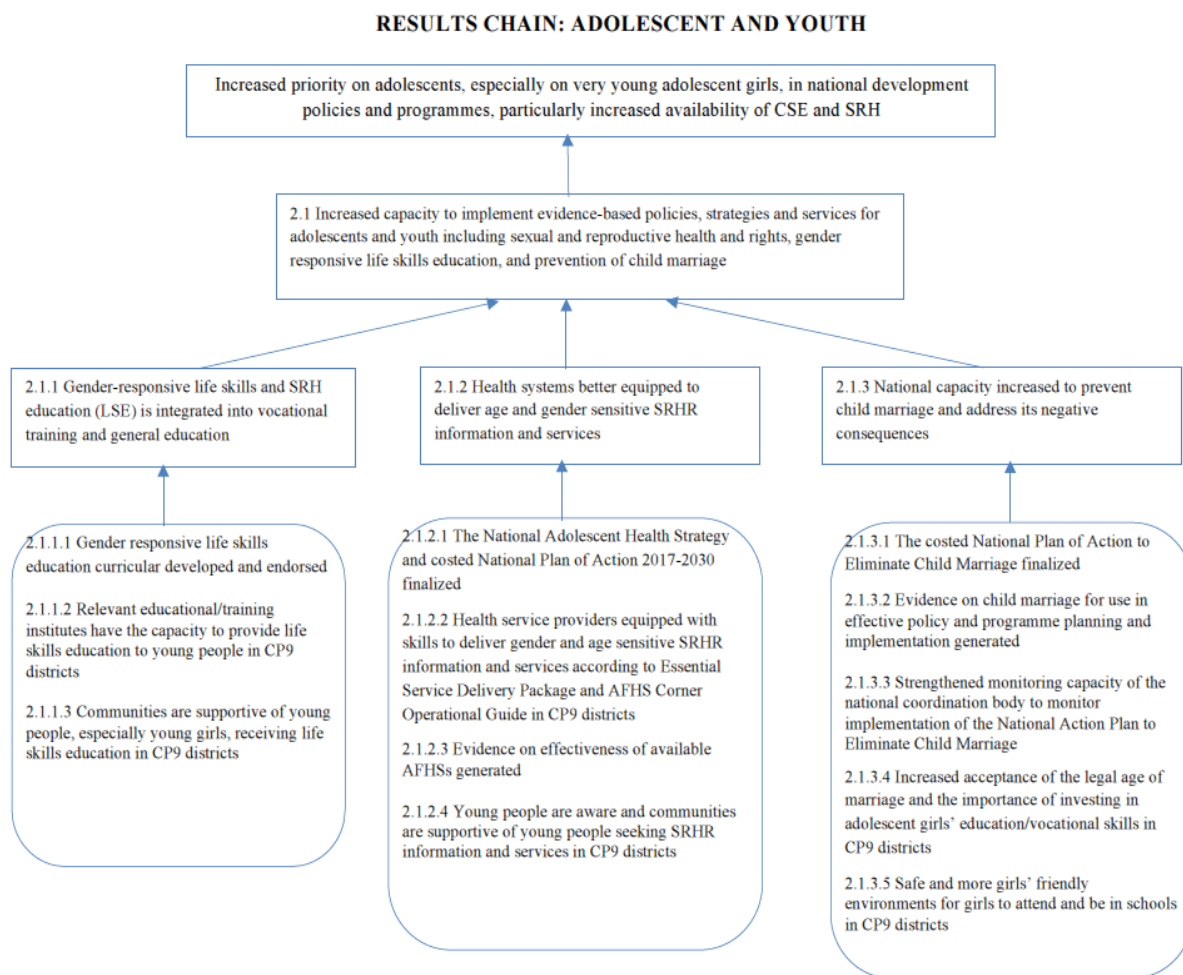 RESULTS CHAIN: ADOLESCENT AND YOUTH
Increased priority on adolescents, especially on very young adolescent girls, in national development
policies and programmes, particularly increased availability of CSE and SRH
2.1 Increased capacity to implement evidence-based policies, strategies and services for
adolescents and youth including sexual and reproductive health and rights, gender
responsive life skills education, and prevention of child marriage
2.1.1 Gender-responsive life skills and SRH
education (LSE) is integrated into vocational
training and general education
2.1.2 Health systems better equipped to
deliver age and gender sensitive SRHR
information and services
2.1.3 National capacity increased to prevent
child marriage and address its negative
consequences
2.1.1.1 Gender responsive life skills
education curricular developed and endorsed
2.1.1.2 Relevant educational/training
institutes have the capacity to provide life
skills education to young people in CP9
districts
2.1.1.3 Communities are supportive of young
people, especially young girls, receiving life
skills education in CP9 districts
2.1.2.1 The National Adolescent Health Strategy
and costed National Plan of Action 2017-2030
finalized
2.1.2.2 Health service providers equipped with
skills to deliver gender and age sensitive SRHR
information and services according to Essential
Service Delivery Package and AFHS Corner
Operational Guide in CP9 districts
2.1.2.3 Evidence on effectiveness of available
AFHSs generated
2.1.2.4 Young people are aware and communities
are supportive of young people seeking SRHR
information and services in CP9 districts
2.1.3.1 The costed National Plan of Action to
Eliminate Child Marriage finalized
2.1.3.2 Evidence on child marriage for use in
effective policy and programme planning and
implementation generated
2.1.3.3 Strengthened monitoring capacity of the
national coordination body to monitor
implementation of the National Action Plan to
Eliminate Child Marriage
2.1.3.4 Increased acceptance of the legal age of
marriage and the importance of investing in
adolescent girls’ education/vocational skills in
CP9 districts
2.1.3.5 Safe and more girls’ friendly
environments for girls to attend and be in schools
in CP9 districts